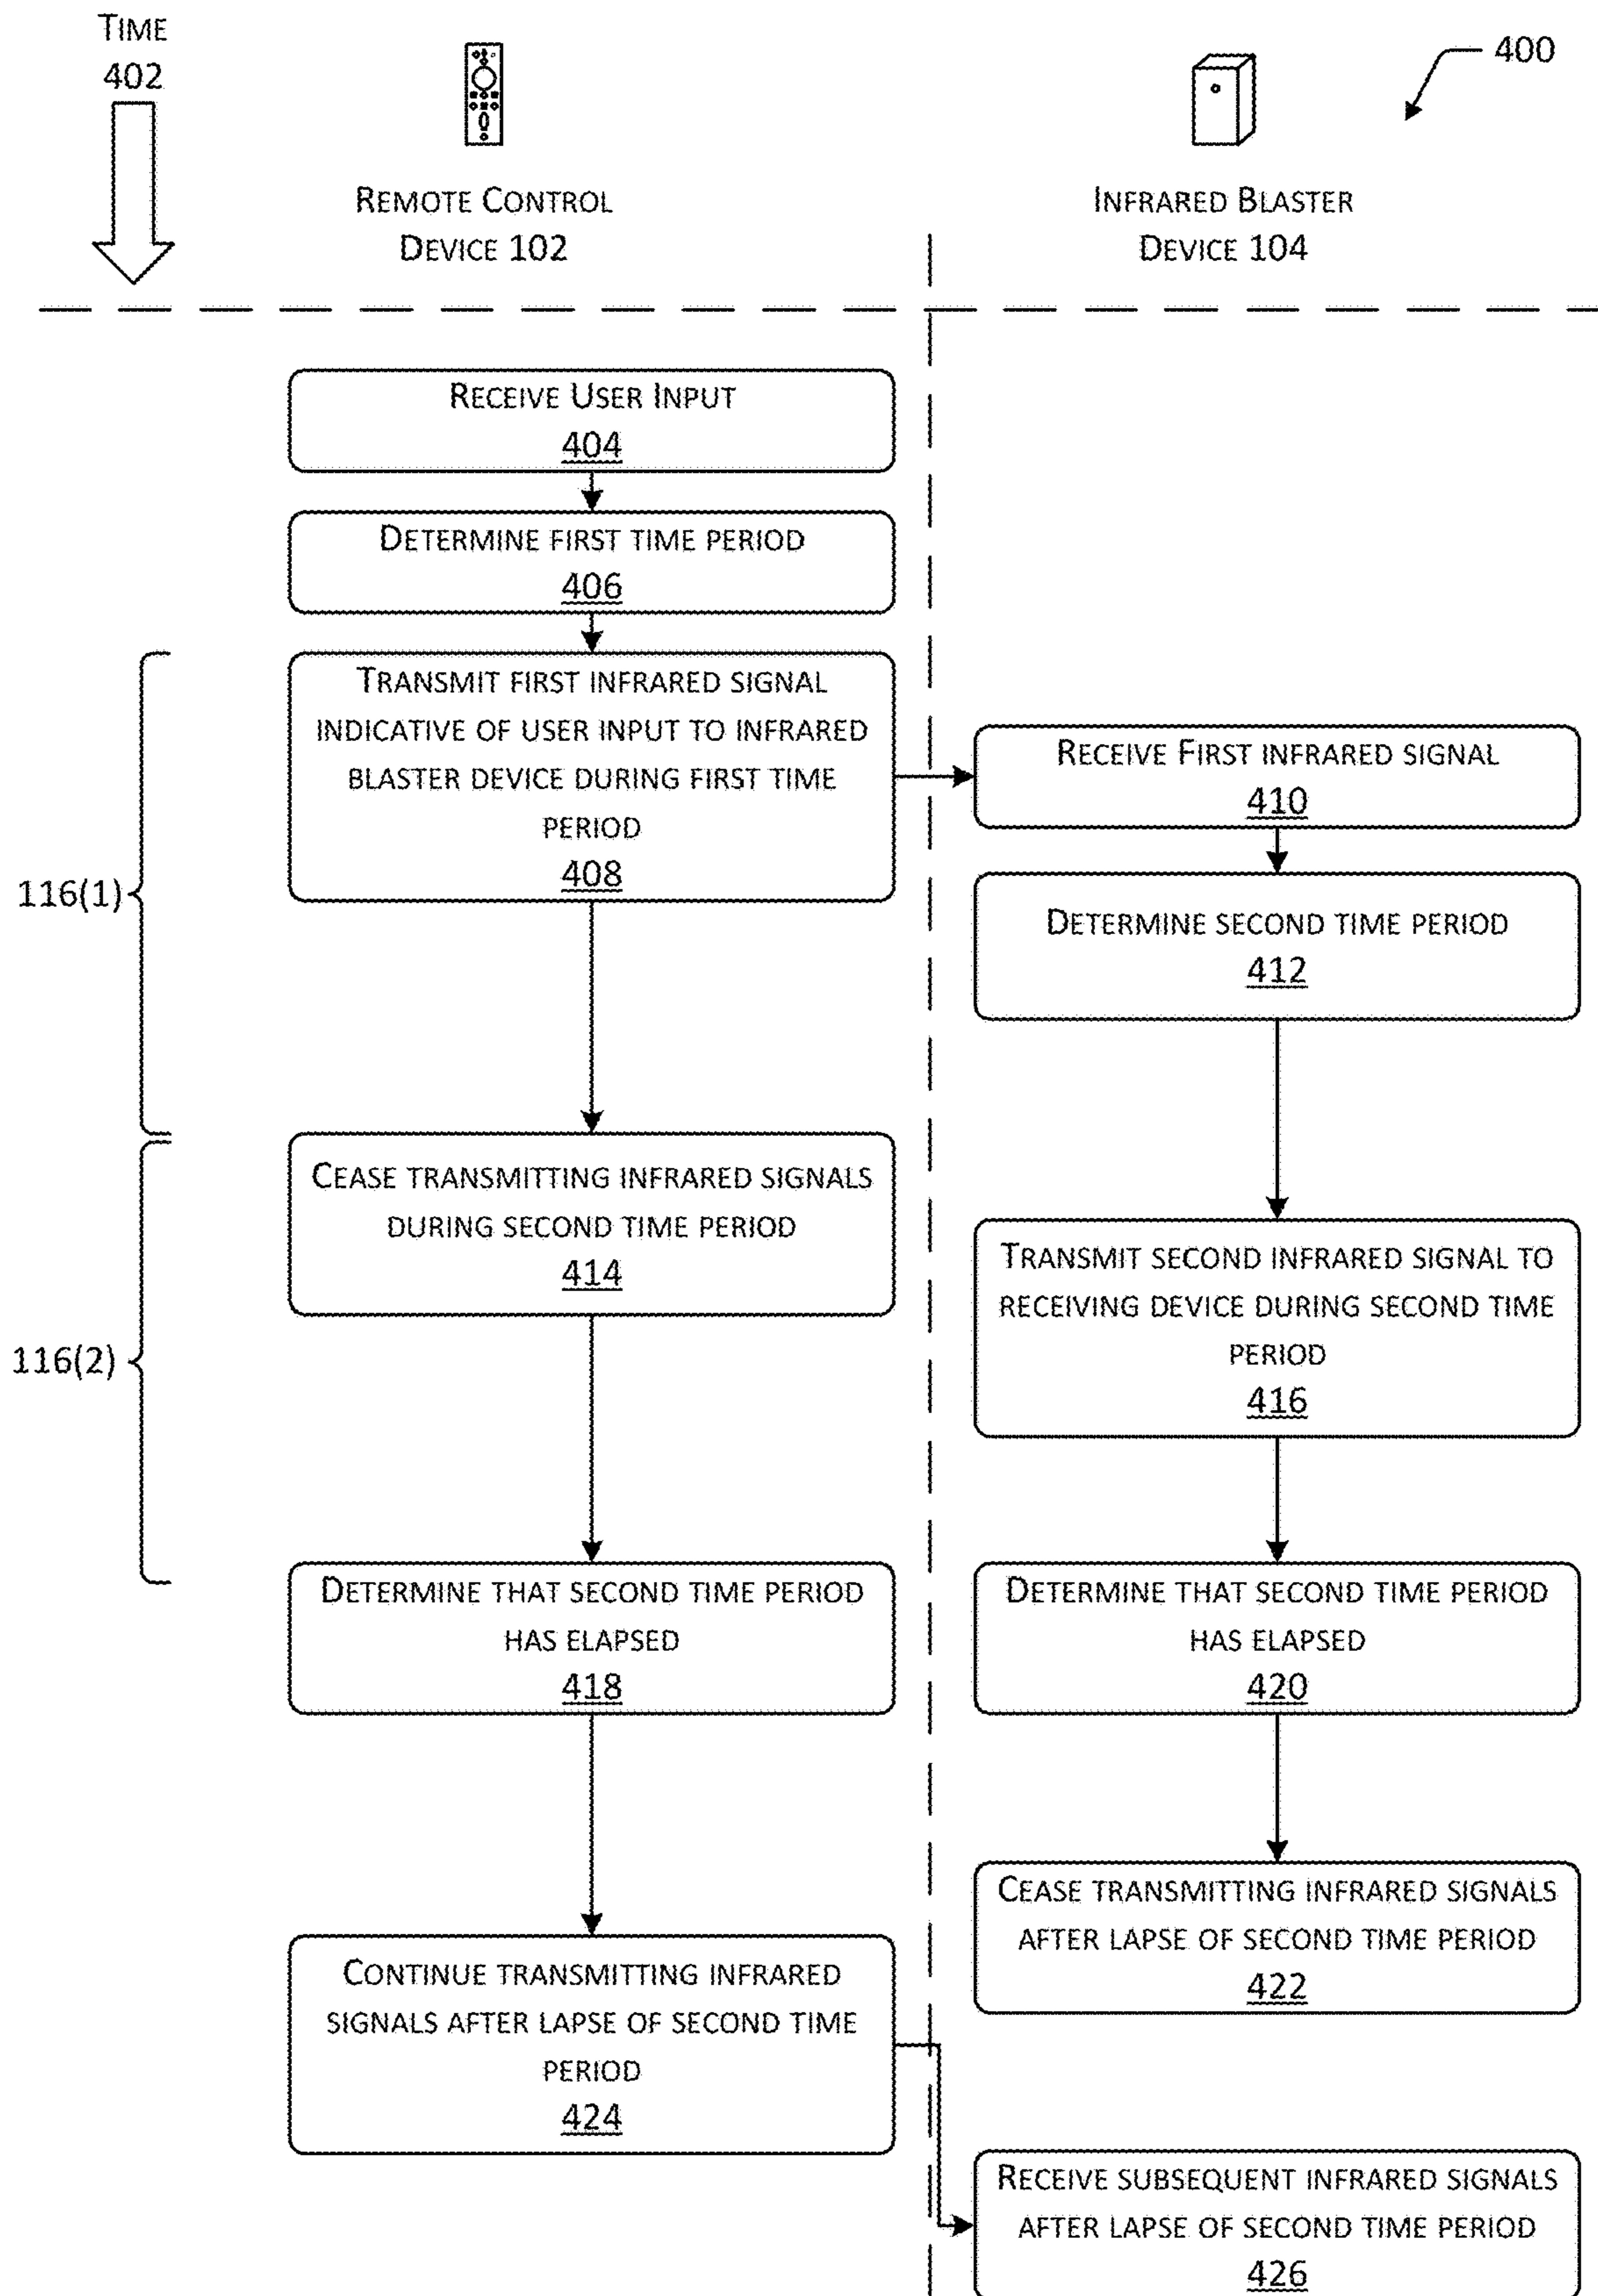 TIME
402
400
REMOTE CONTROL
DEVICE 102
INFRARED BLASTER
DEVICE 104
RECEIVE USER INPUT
404
DETERMINE FIRST TIME PERIOD
406
TRANSMIT FIRST INFRARED SIGNAL
INDICATIVE OF USER INPUT TO INFRARED
BLASTER DEVICE DURING FIRST TIME
PERIOD
408
RECEIVE FIRST INFRARED SIGNAL
410
116(1)
DETERMINE SECOND TIME PERIOD
412
CEASE TRANSMITTING INFRARED SIGNALS
DURING SECOND TIME PERIOD
414
TRANSMIT SECOND INFRARED SIGNAL TO
RECEIVING DEVICE DURING SECOND TIME
PERIOD
416
116(2)
DETERMINE THAT SECOND TIME PERIOD
HAS ELAPSED
418
DETERMINE THAT SECOND TIME PERIOD
HAS ELAPSED
420
CEASE TRANSMITTING INFRARED SIGNALS
AFTER LAPSE OF SECOND TIME PERIOD
422
CONTINUE TRANSMITTING INFRARED
SIGNALS AFTER LAPSE OF SECOND TIME
PERIOD
424
RECEIVE SUBSEQUENT INFRARED SIGNALS
AFTER LAPSE OF SECOND TIME PERIOD
426